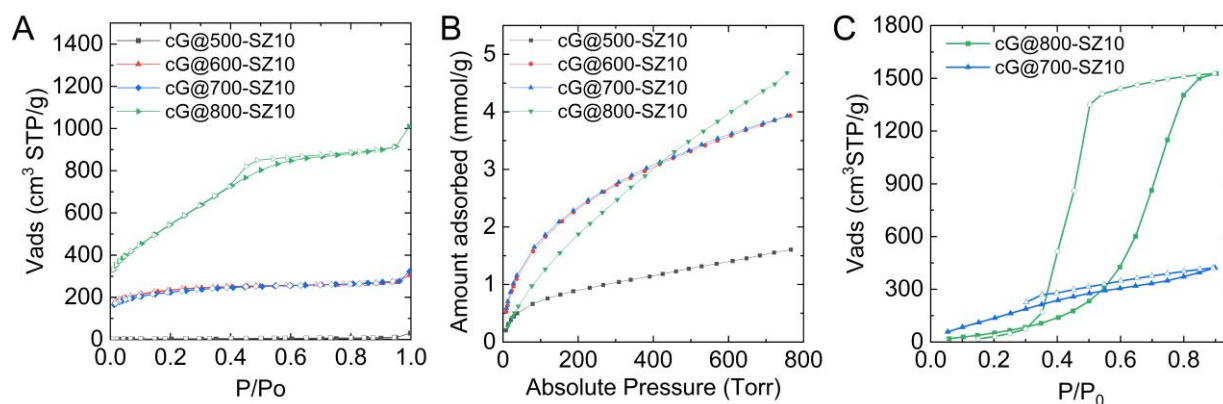 A
Vads (cm³ STP/g)
1400
1200
1000
800
600
400
200
0
0.0 0.2 0.4 0.6 0.8 1.0
P/Po
cG@500-SZ10
cG@600-SZ10
cG@700-SZ10
cG@800-SZ10
B
Amount adsorbed (mmol/g)
5
4
3
2
1
0
0 200 400 600 800
Absolute Pressure (Torr)
cG@500-SZ10
cG@600-SZ10
cG@700-SZ10
cG@800-SZ10
C
Vads (cm³STP/g)
1800
1500
1200
900
600
300
0
0.0 0.2 0.4 0.6 0.8
P/P₀
cG@800-SZ10
cG@700-SZ10